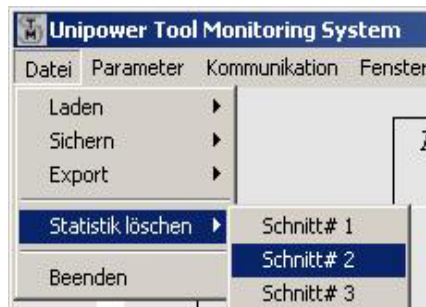 Unipower Tool Monitoring System
Datei Parameter Kommunikation Fenster
Laden
Sichern
Export
Statistik löschen
Schnitt# 1
Schnitt# 2
Beenden
Schnitt# 3